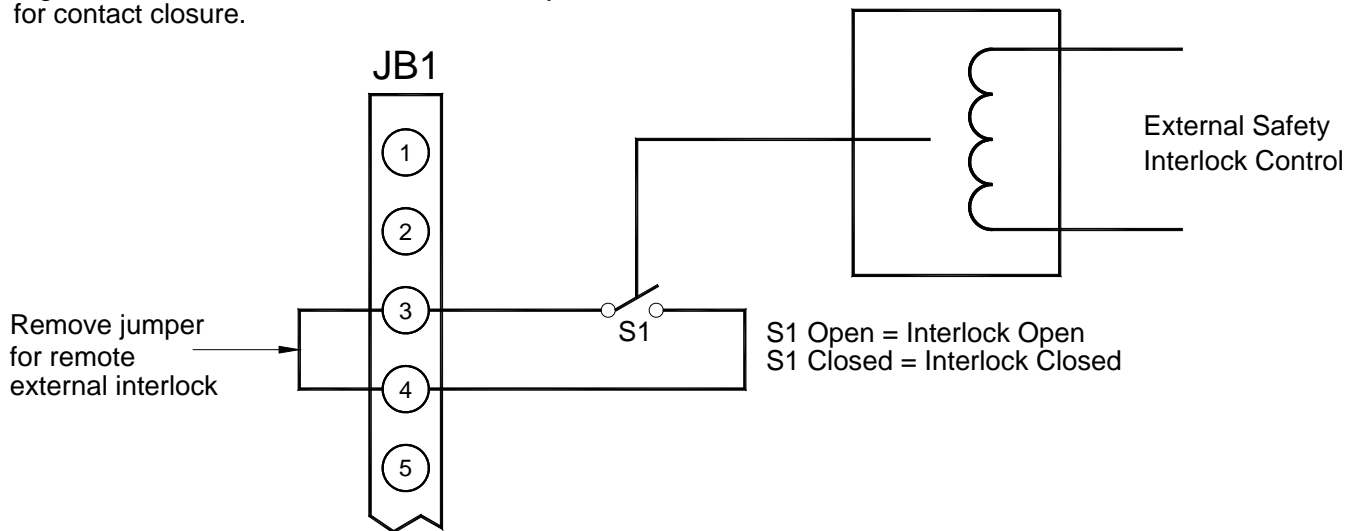 for contact closure.
JB1
1
2
3
4
5
Remove jumper
for remote
external interlock
S1
S1 Open = Interlock Open
S1 Closed = Interlock Closed
External Safety
Interlock Control